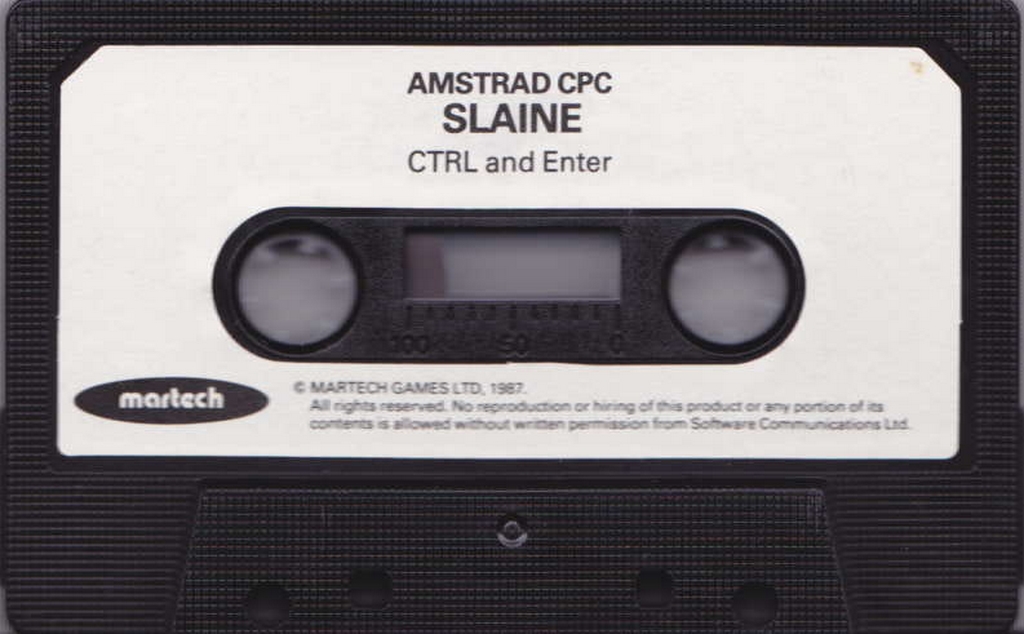 AMSTRAD CPC
SLAINE
CTRL and Enter
100 50 0
martech
© MARTECH GAMES LTD, 1987.
All rights reserved. No reproduction or hiring of this product or any portion of its
contents is allowed without written permission from Software Communications Ltd.